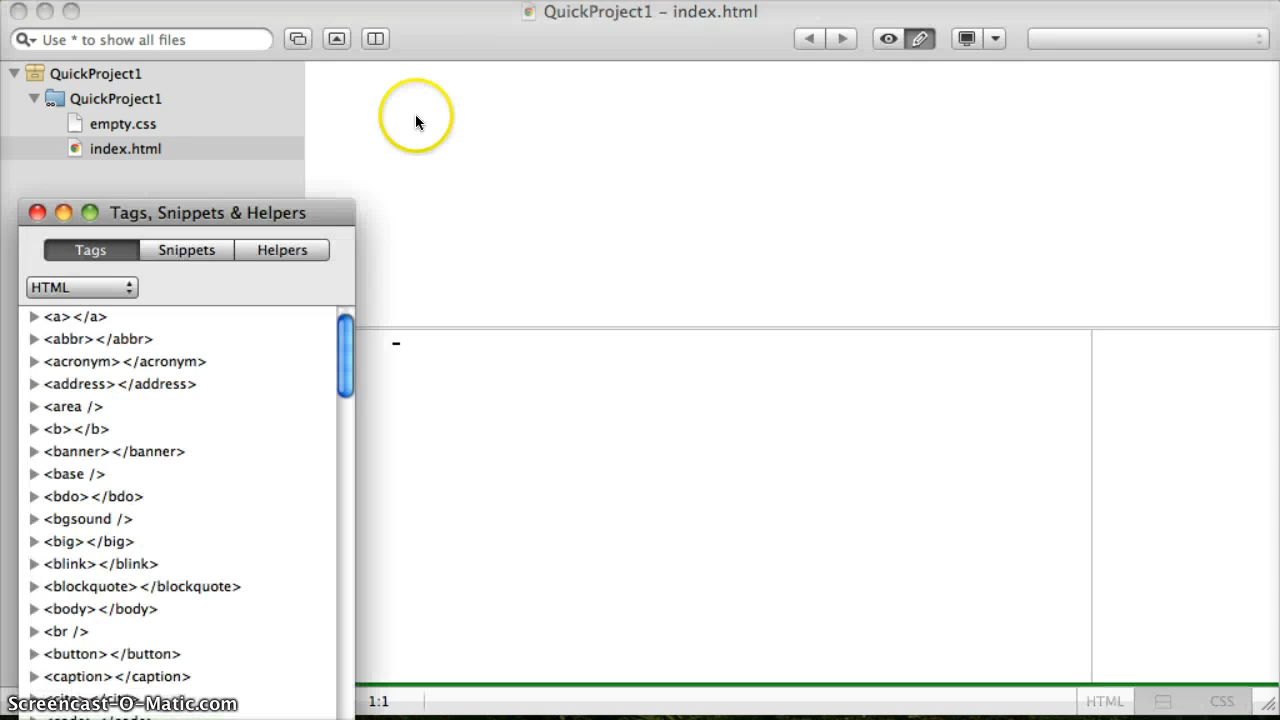 QuickProject1 – index.html
Use * to show all files
QuickProject1
QuickProject1
empty.css
index.html
Tags, Snippets & Helpers
Tags Snippets Helpers
HTML
<a></a>
<abbr></abbr>
<acronym></acronym>
<address></address>
<area />
<b></b>
<banner></banner>
<base />
<bdo></bdo>
<bgsound />
<big></big>
<blink></blink>
<blockquote></blockquote>
<body></body>
<br />
<button></button>
<caption></caption>
Screencast-O-Matic.com
1:1
HTML
CSS